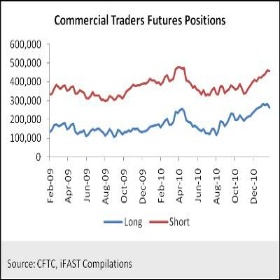 Commercial Traders Futures Positions
600,000
500,000
400,000
300,000
200,000
100,000
0
Feb-09
Apr-09
Jun-09
Aug-09
Oct-09
Dec-09
Feb-10
Apr-10
Jun-10
Aug-10
Oct-10
Dec-10
Long
Short
Source: CFTC, iFAST Compilations